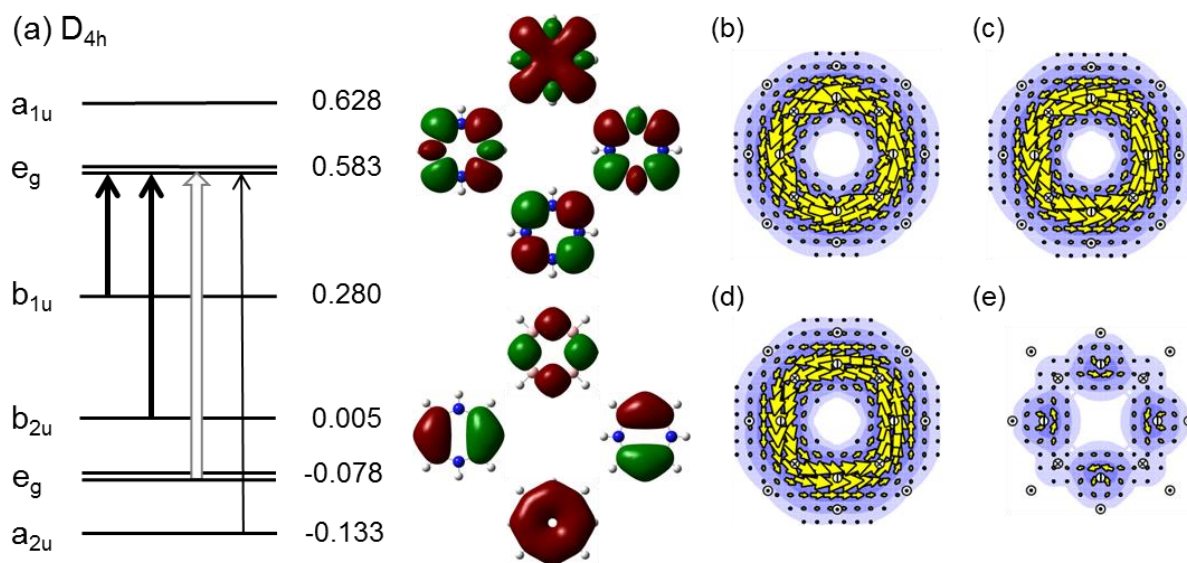 (a) D4h
a1u 0.628
eg 0.583
b1u 0.280
b2u 0.005
eg -0.078
a2u -0.133
(b)
(c)
(d)
(e)